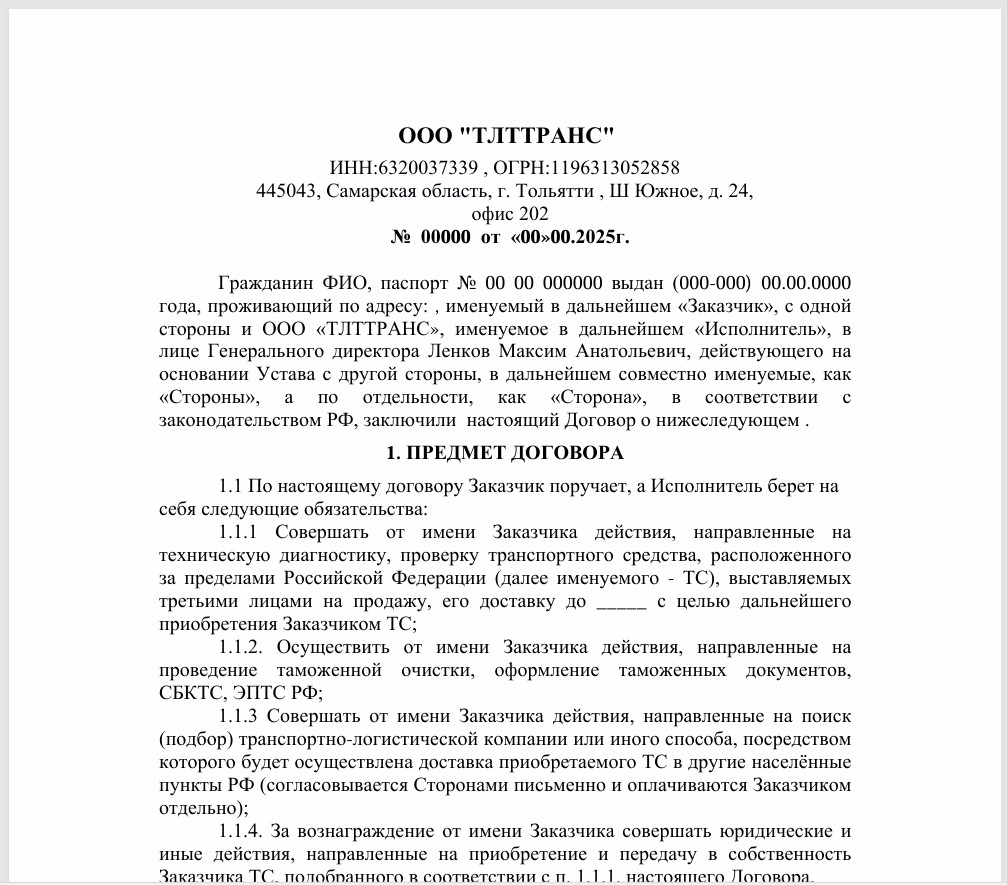 ООО "ТЛТТРАНС"
ИНН:6320037339 , ОГРН:1196313052858
445043, Самарская область, г. Тольятти , Ш Южное, д. 24,
офис 202
№ 00000 от «00»00.2025г.
Гражданин ФИО, паспорт № 00 00 000000 выдан (000-000) 00.00.0000
года, проживающий по адресу: , именуемый в дальнейшем «Заказчик», с одной
стороны и ООО «ТЛТТРАНС», именуемое в дальнейшем «Исполнитель», в
лице Генерального директора Ленков Максим Анатольевич, действующего на
основании Устава с другой стороны, в дальнейшем совместно именуемые, как
«Стороны», а по отдельности, как «Сторона», в соответствии с
законодательством РФ, заключили настоящий Договор о нижеследующем .
1. ПРЕДМЕТ ДОГОВОРА
1.1 По настоящему договору Заказчик поручает, а Исполнитель берет на
себя следующие обязательства:
1.1.1 Совершать от имени Заказчика действия, направленные на
техническую диагностику, проверку транспортного средства, расположенного
за пределами Российской Федерации (далее именуемого - ТС), выставляемых
третьими лицами на продажу, его доставку до _____ с целью дальнейшего
приобретения Заказчиком ТС;
1.1.2. Осуществить от имени Заказчика действия, направленные на
проведение таможенной очистки, оформление таможенных документов,
СБКТС, ЭПТС РФ;
1.1.3 Совершать от имени Заказчика действия, направленные на поиск
(подбор) транспортно-логистической компании или иного способа, посредством
которого будет осуществлена доставка приобретаемого ТС в другие населённые
пункты РФ (согласовывается Сторонами письменно и оплачиваются Заказчиком
отдельно);
1.1.4. За вознаграждение от имени Заказчика совершать юридические и
иные действия, направленные на приобретение и передачу в собственность
Заказчика ТС, подобранного в соответствии с п. 1.1.1. настоящего Договора.